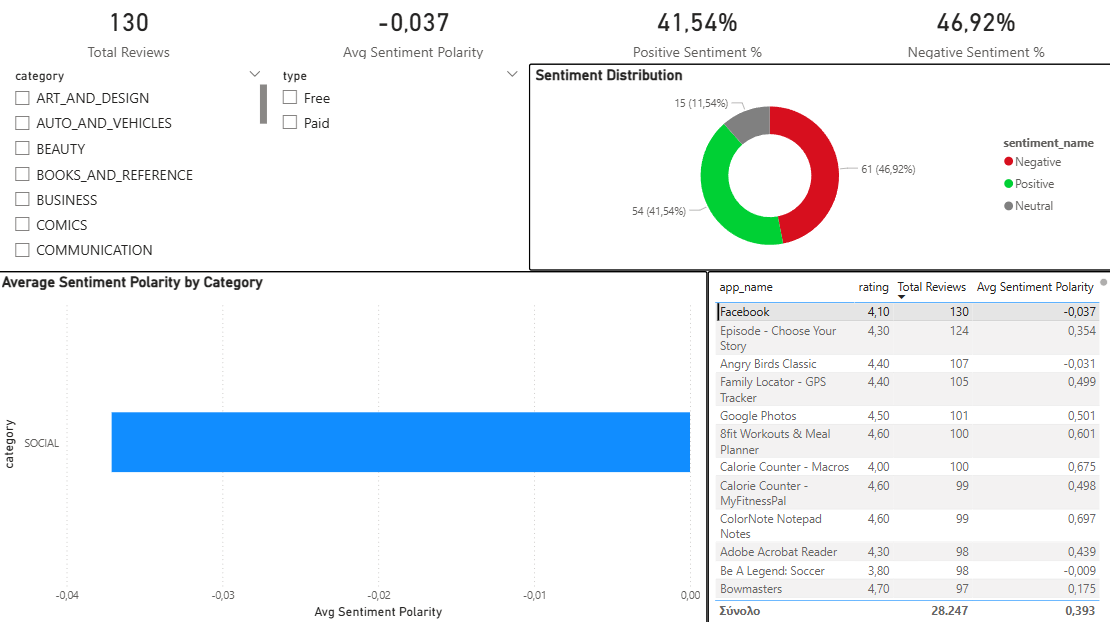 130
Total Reviews
-0,037
Avg Sentiment Polarity
41,54%
Positive Sentiment %
46,92%
Negative Sentiment %
category
ART_AND_DESIGN
AUTO_AND_VEHICLES
BEAUTY
BOOKS_AND_REFERENCE
BUSINESS
COMICS
COMMUNICATION
type
Free
Paid
Sentiment Distribution
15 (11,54%)
61 (46,92%)
54 (41,54%)
sentiment_name
Negative
Positive
Neutral
Average Sentiment Polarity by Category
category
SOCIAL
-0,04 -0,03 -0,02 -0,01 0,00
Avg Sentiment Polarity
app_name rating Total Reviews Avg Sentiment Polarity
Facebook 4,10 130 -0,037
Episode - Choose Your 4,30 124 0,354
Story
Angry Birds Classic 4,40 107 -0,031
Family Locator - GPS 4,40 105 0,499
Tracker
Google Photos 4,50 101 0,501
8fit Workouts & Meal 4,60 100 0,601
Planner
Calorie Counter - Macros 4,00 100 0,675
Calorie Counter - 4,60 99 0,498
MyFitnessPal
ColorNote Notepad 4,60 99 0,697
Notes
Adobe Acrobat Reader 4,30 98 0,439
Be A Legend: Soccer 3,80 98 -0,009
Bowmasters 4,70 97 0,175
Σύνολο 28.247 0,393